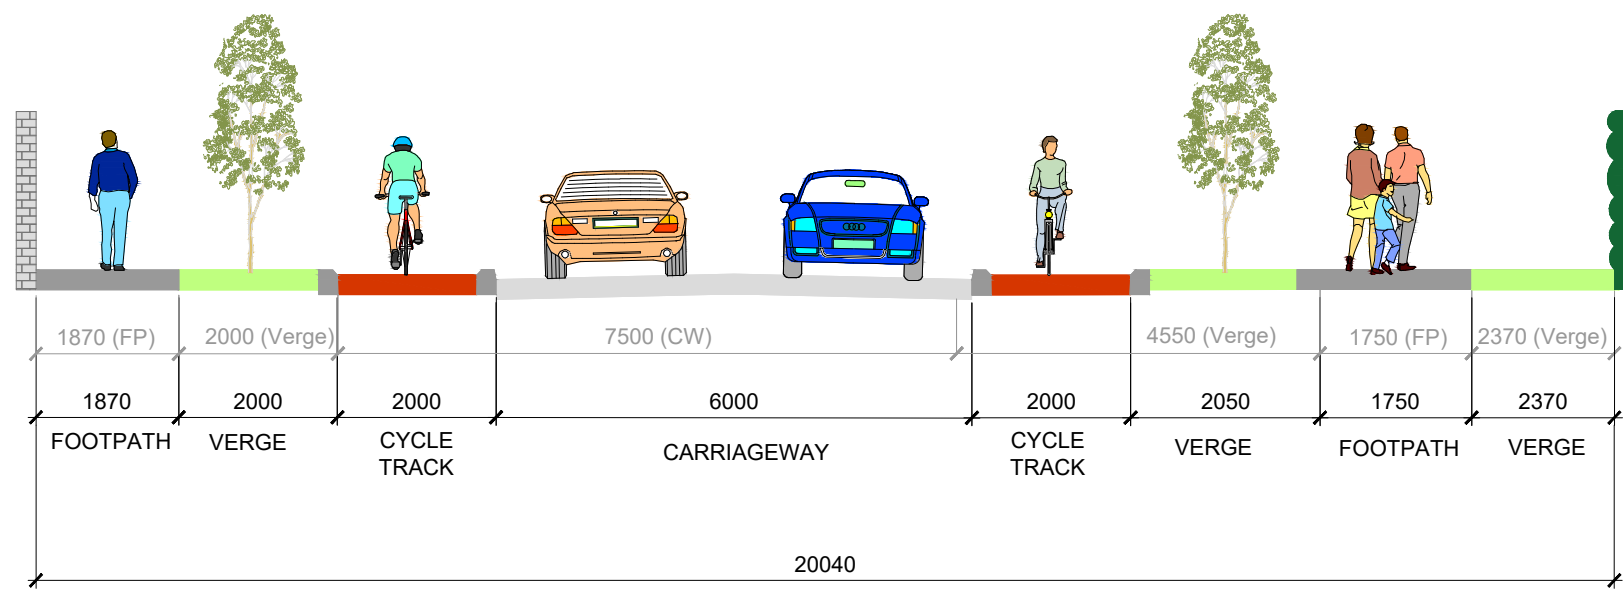 1870 (FP) 2000 (Verge) 7500 (CW) 4550 (Verge) 1750 (FP) 2370 (Verge)
1870 2000 2000 6000 2000 2050 1750 2370
FOOTPATH VERGE CYCLE TRACK CARRIAGEWAY CYCLE TRACK VERGE FOOTPATH VERGE
20040